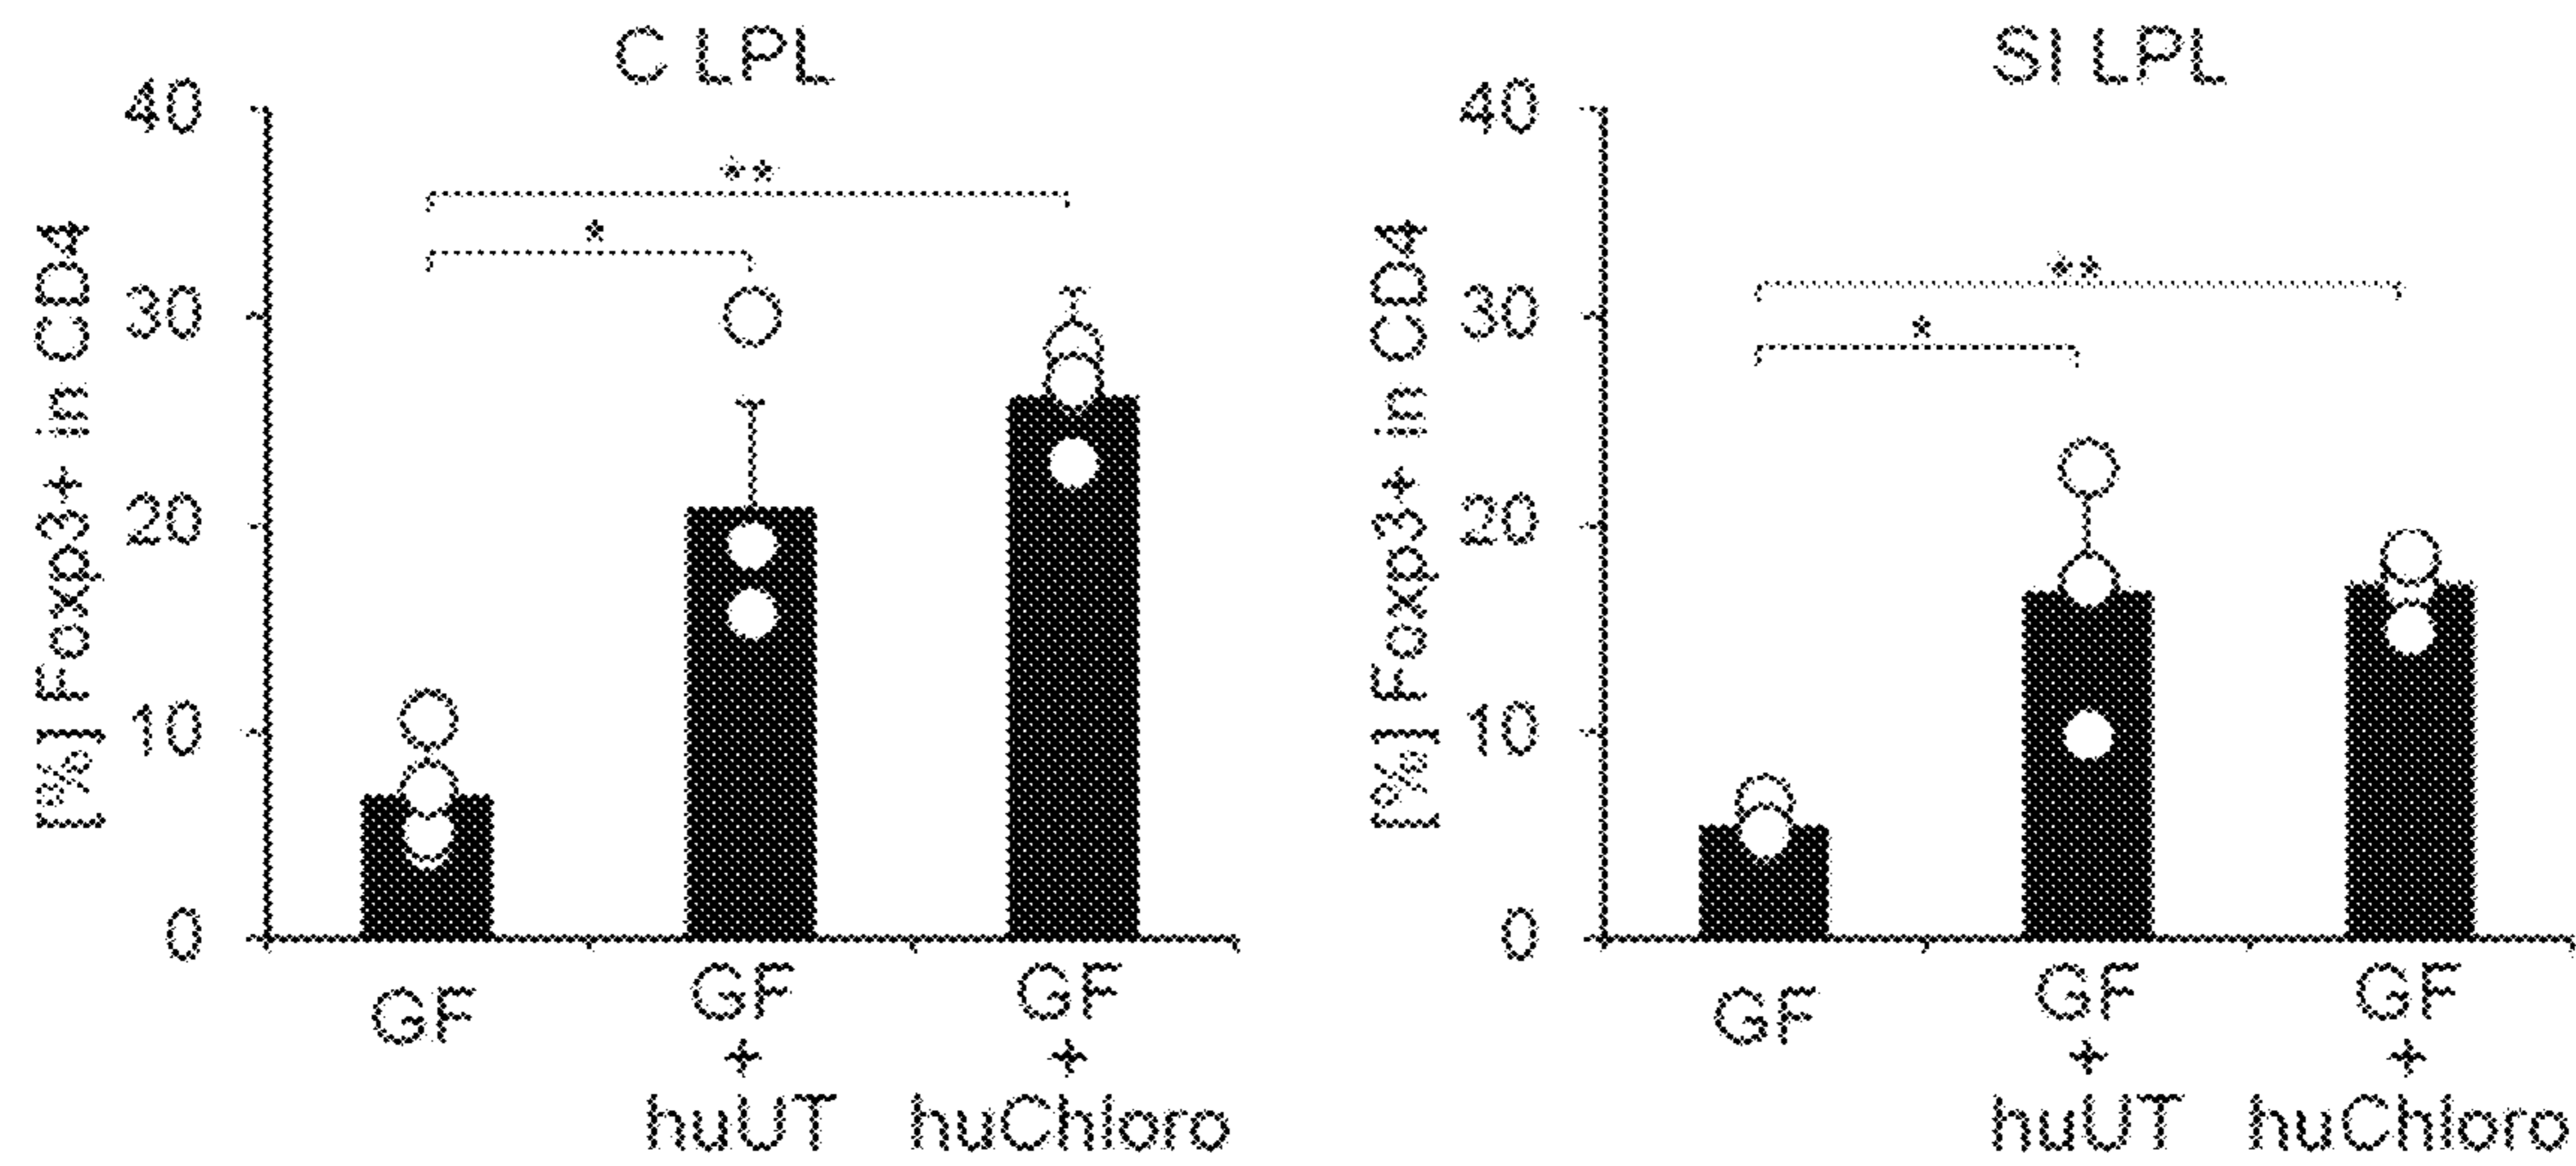 C LPL
[%] Foxp3+ in CD4
40
30
20
10
0
**
*
GF
GF
+
huUT
GF
+
huChloro
SI LPL
[%] Foxp3+ in CD4
40
30
20
10
0
**
*
GF
GF
+
huUT
GF
+
huChloro